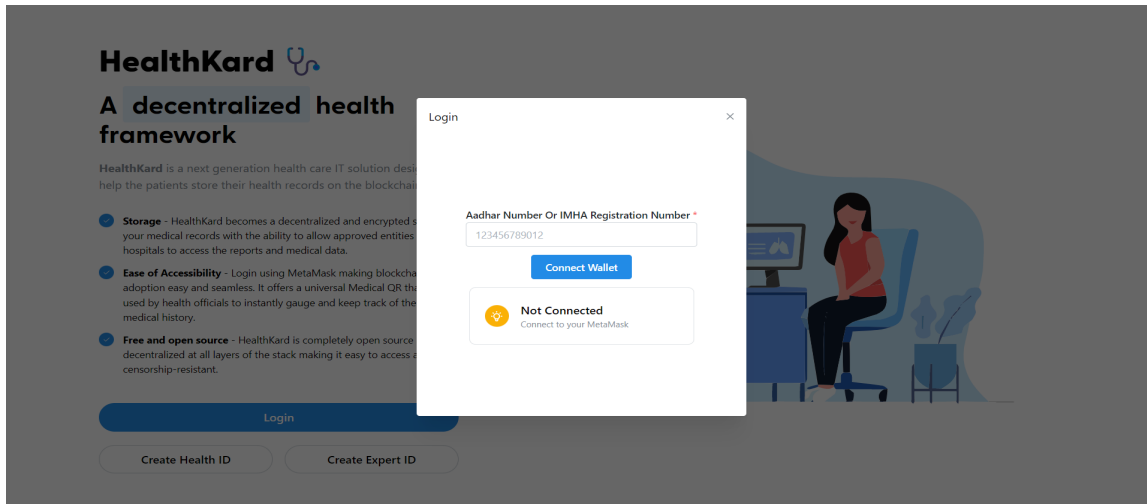 HealthKard
A decentralized health
framework
HealthKard is a next generation health care IT solution
help the patients store their health records on the
Storage - HealthKard becomes a decentralized and encrypted
your medical records with the ability to allow approved entities
hospitals to access the reports and medical data.
Ease of Accessibility - Login using MetaMask making
adoption easy and seamless. It offers a universal Medical QR
used by health officials to instantly gauge and keep track of the
medical history.
Free and open source - HealthKard is completely open source
decentralized at all layers of the stack making it easy to access
censorship-resistant.
Login
Create Health ID
Create Expert ID
Login
Aadhar Number Or IMHA Registration Number *
123456789012
Connect Wallet
Not Connected
Connect to your MetaMask